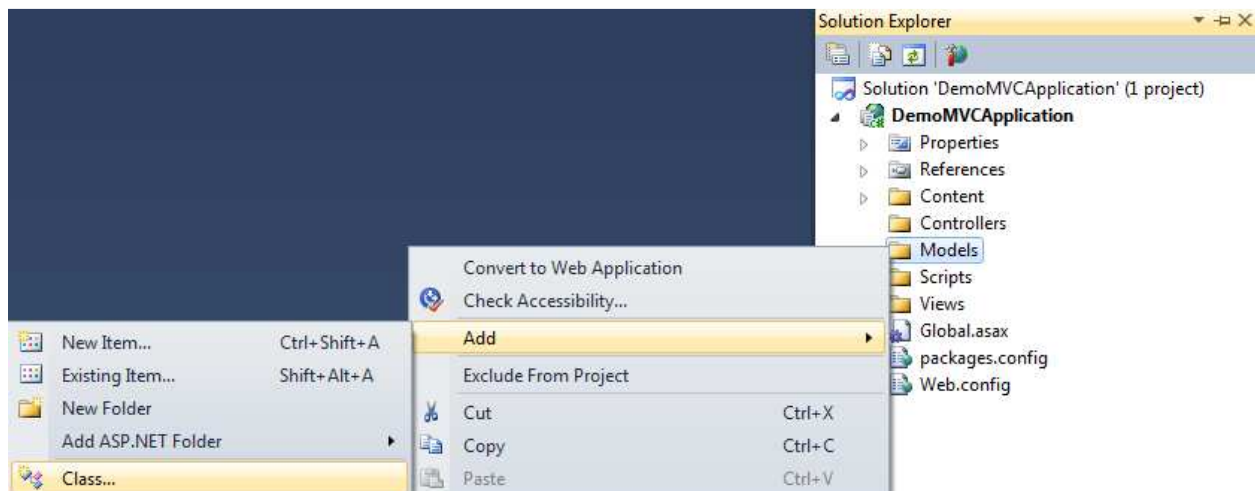 Solution Explorer
Solution 'DemoMVCApplication' (1 project)
DemoMVCApplication
Properties
References
Content
Controllers
Models
Scripts
Views
Global.asax
packages.config
Web.config
Convert to Web Application
Check Accessibility...
Add
Exclude From Project
Cut Ctrl+X
Copy Ctrl+C
Paste Ctrl+V
New Item... Ctrl+Shift+A
Existing Item... Shift+Alt+A
New Folder
Add ASP.NET Folder
Class...